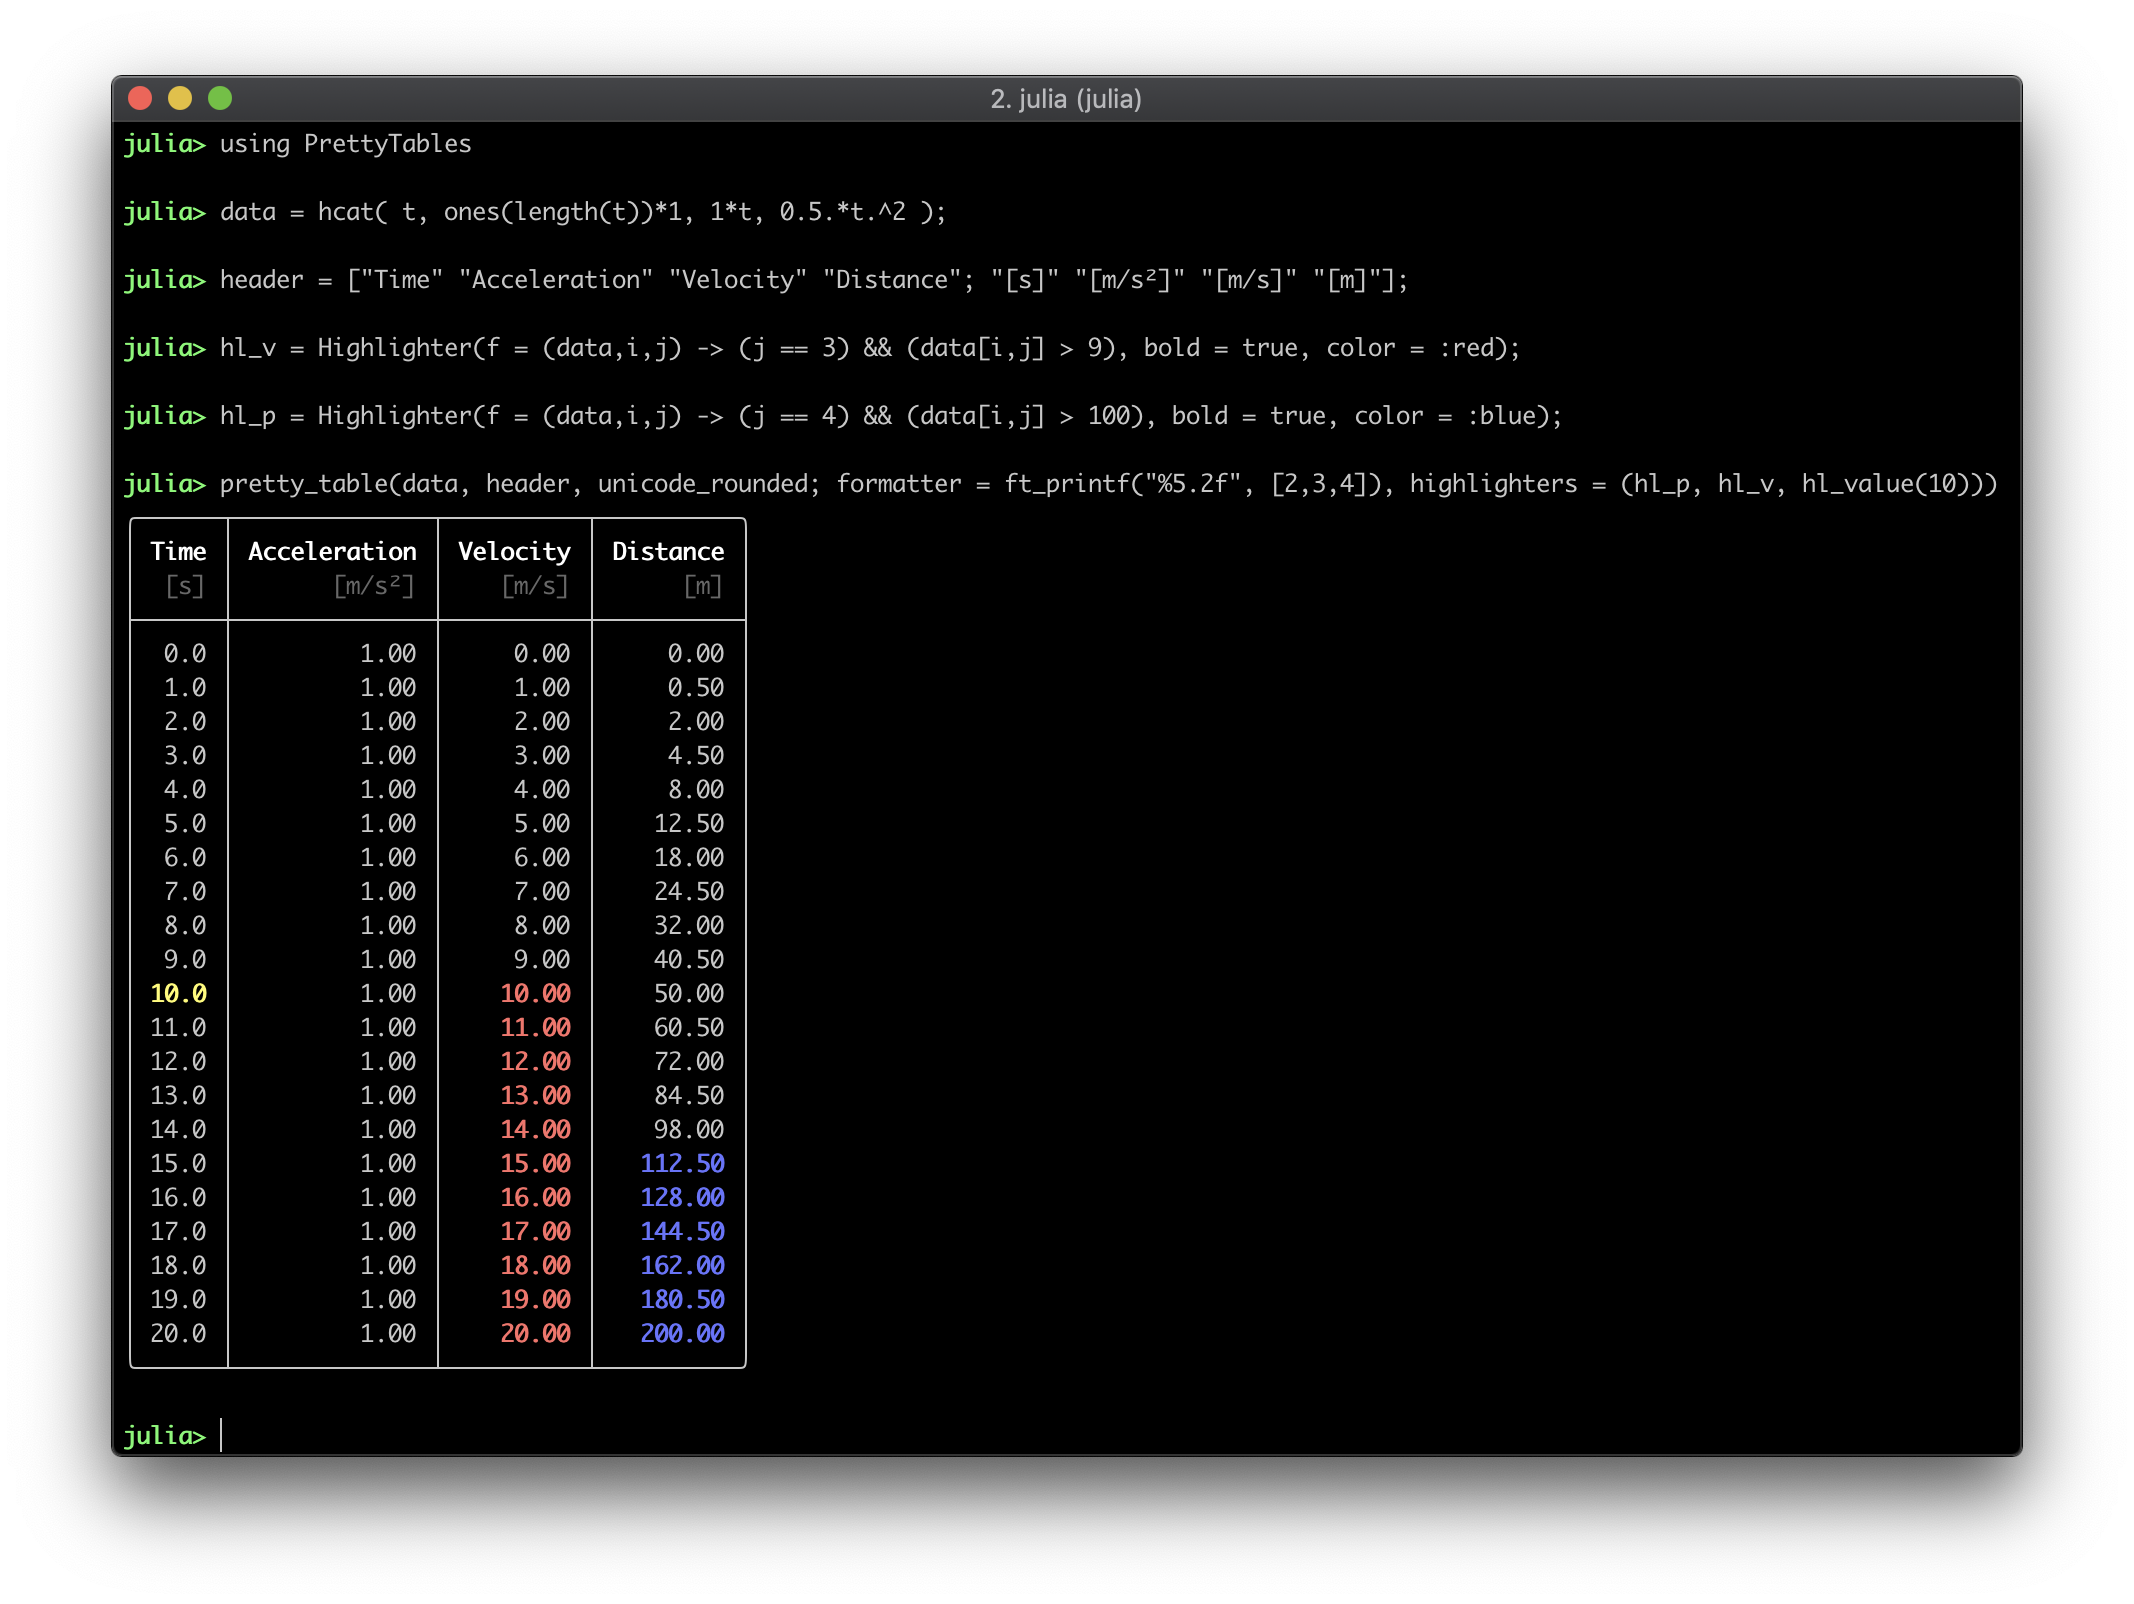 2. julia (julia)
julia> using PrettyTables
julia> data = hcat( t, ones(length(t))*1, 1*t, 0.5.*t.^2 );
julia> header = ["Time" "Acceleration" "Velocity" "Distance"; "[s]" "[m/s²]" "[m/s]" "[m]"];
julia> hl_v = Highlighter(f = (data,i,j) -> (j == 3) && (data[i,j] > 9), bold = true, color = :red);
julia> hl_p = Highlighter(f = (data,i,j) -> (j == 4) && (data[i,j] > 100), bold = true, color = :blue);
julia> pretty_table(data, header, unicode_rounded; formatter = ft_printf("%5.2f", [2,3,4]), highlighters = (hl_p, hl_v, hl_value(10)))
Time Acceleration Velocity Distance
[s] [m/s²] [m/s] [m]
0.0 1.00 0.00 0.00
1.0 1.00 1.00 0.50
2.0 1.00 2.00 2.00
3.0 1.00 3.00 4.50
4.0 1.00 4.00 8.00
5.0 1.00 5.00 12.50
6.0 1.00 6.00 18.00
7.0 1.00 7.00 24.50
8.0 1.00 8.00 32.00
9.0 1.00 9.00 40.50
10.0 1.00 10.00 50.00
11.0 1.00 11.00 60.50
12.0 1.00 12.00 72.00
13.0 1.00 13.00 84.50
14.0 1.00 14.00 98.00
15.0 1.00 15.00 112.50
16.0 1.00 16.00 128.00
17.0 1.00 17.00 144.50
18.0 1.00 18.00 162.00
19.0 1.00 19.00 180.50
20.0 1.00 20.00 200.00
julia>